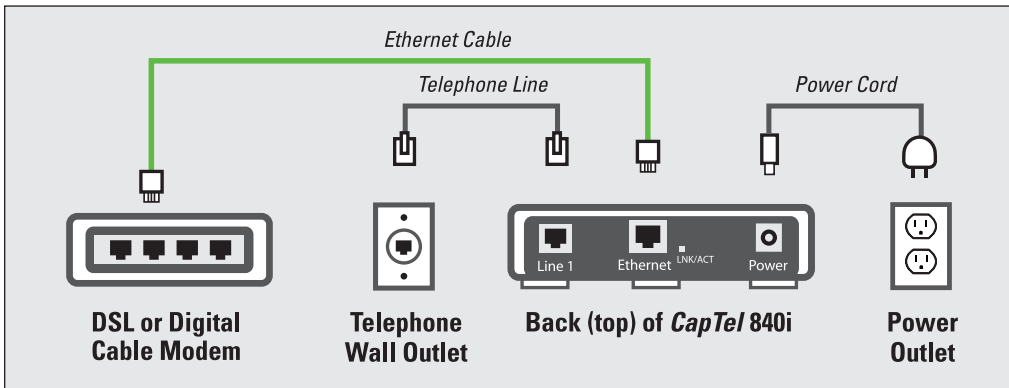 Ethernet Cable
Telephone Line
Power Cord
Line 1
Ethernet
LNK/ACT
Power
DSL or Digital
Cable Modem
Telephone
Wall Outlet
Back (top) of CapTel 840i
Power
Outlet